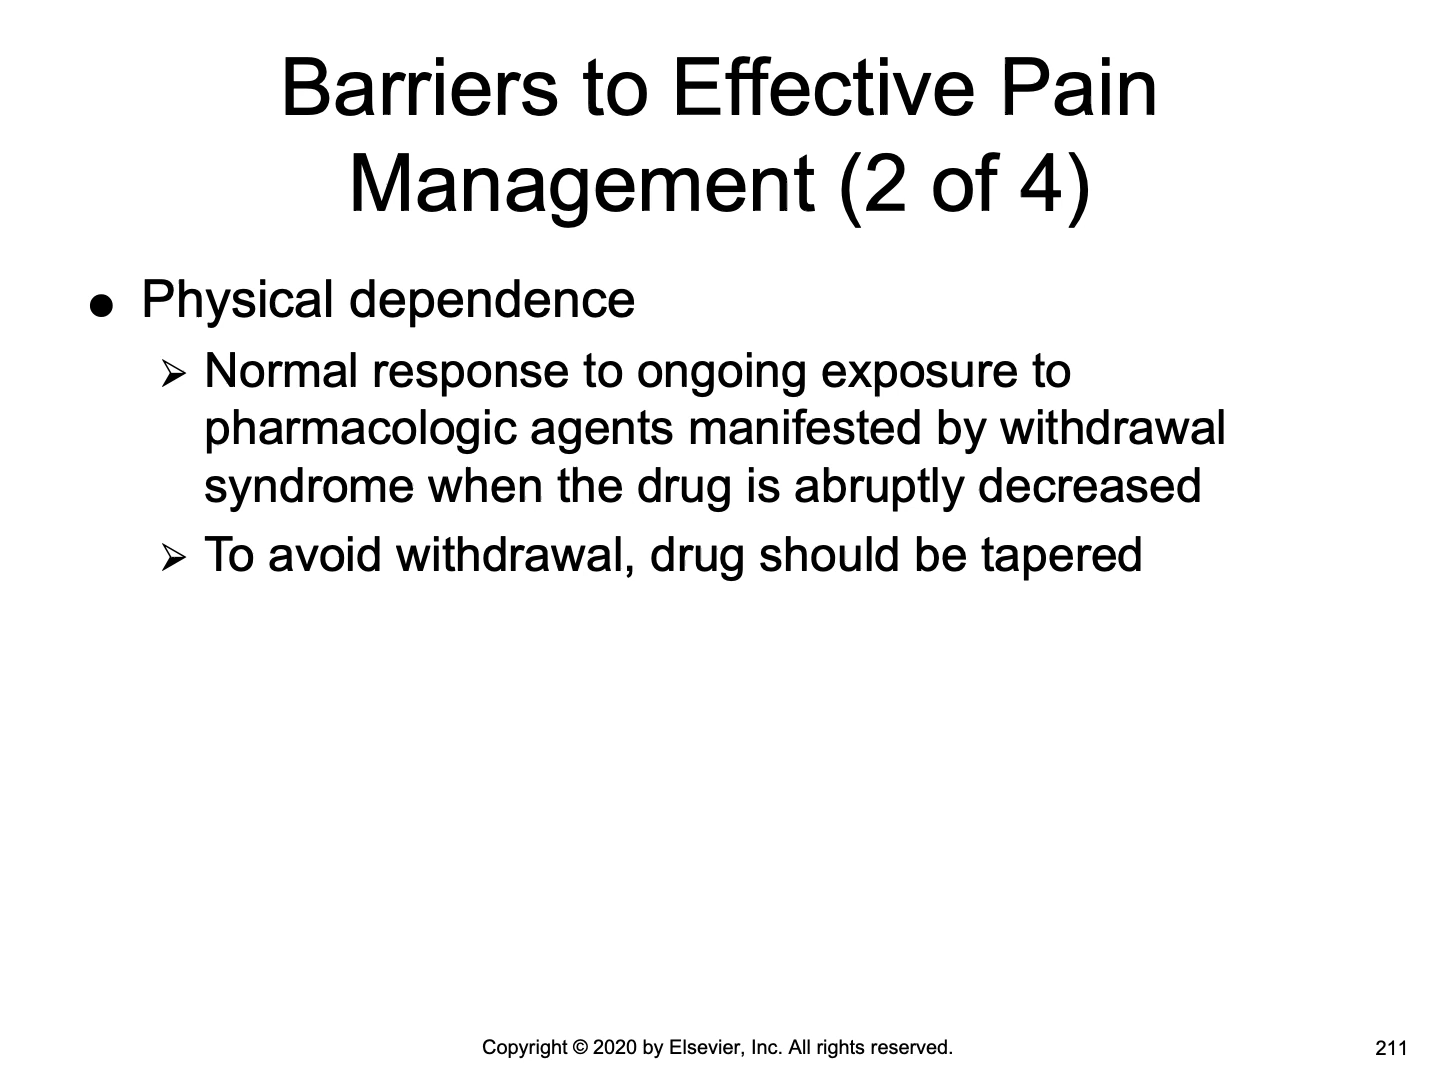 Barriers to Effective Pain
Management (2 of 4)
● Physical dependence
➢ Normal response to ongoing exposure to
pharmacologic agents manifested by withdrawal
syndrome when the drug is abruptly decreased
➢ To avoid withdrawal, drug should be tapered
Copyright © 2020 by Elsevier, Inc. All rights reserved.
211